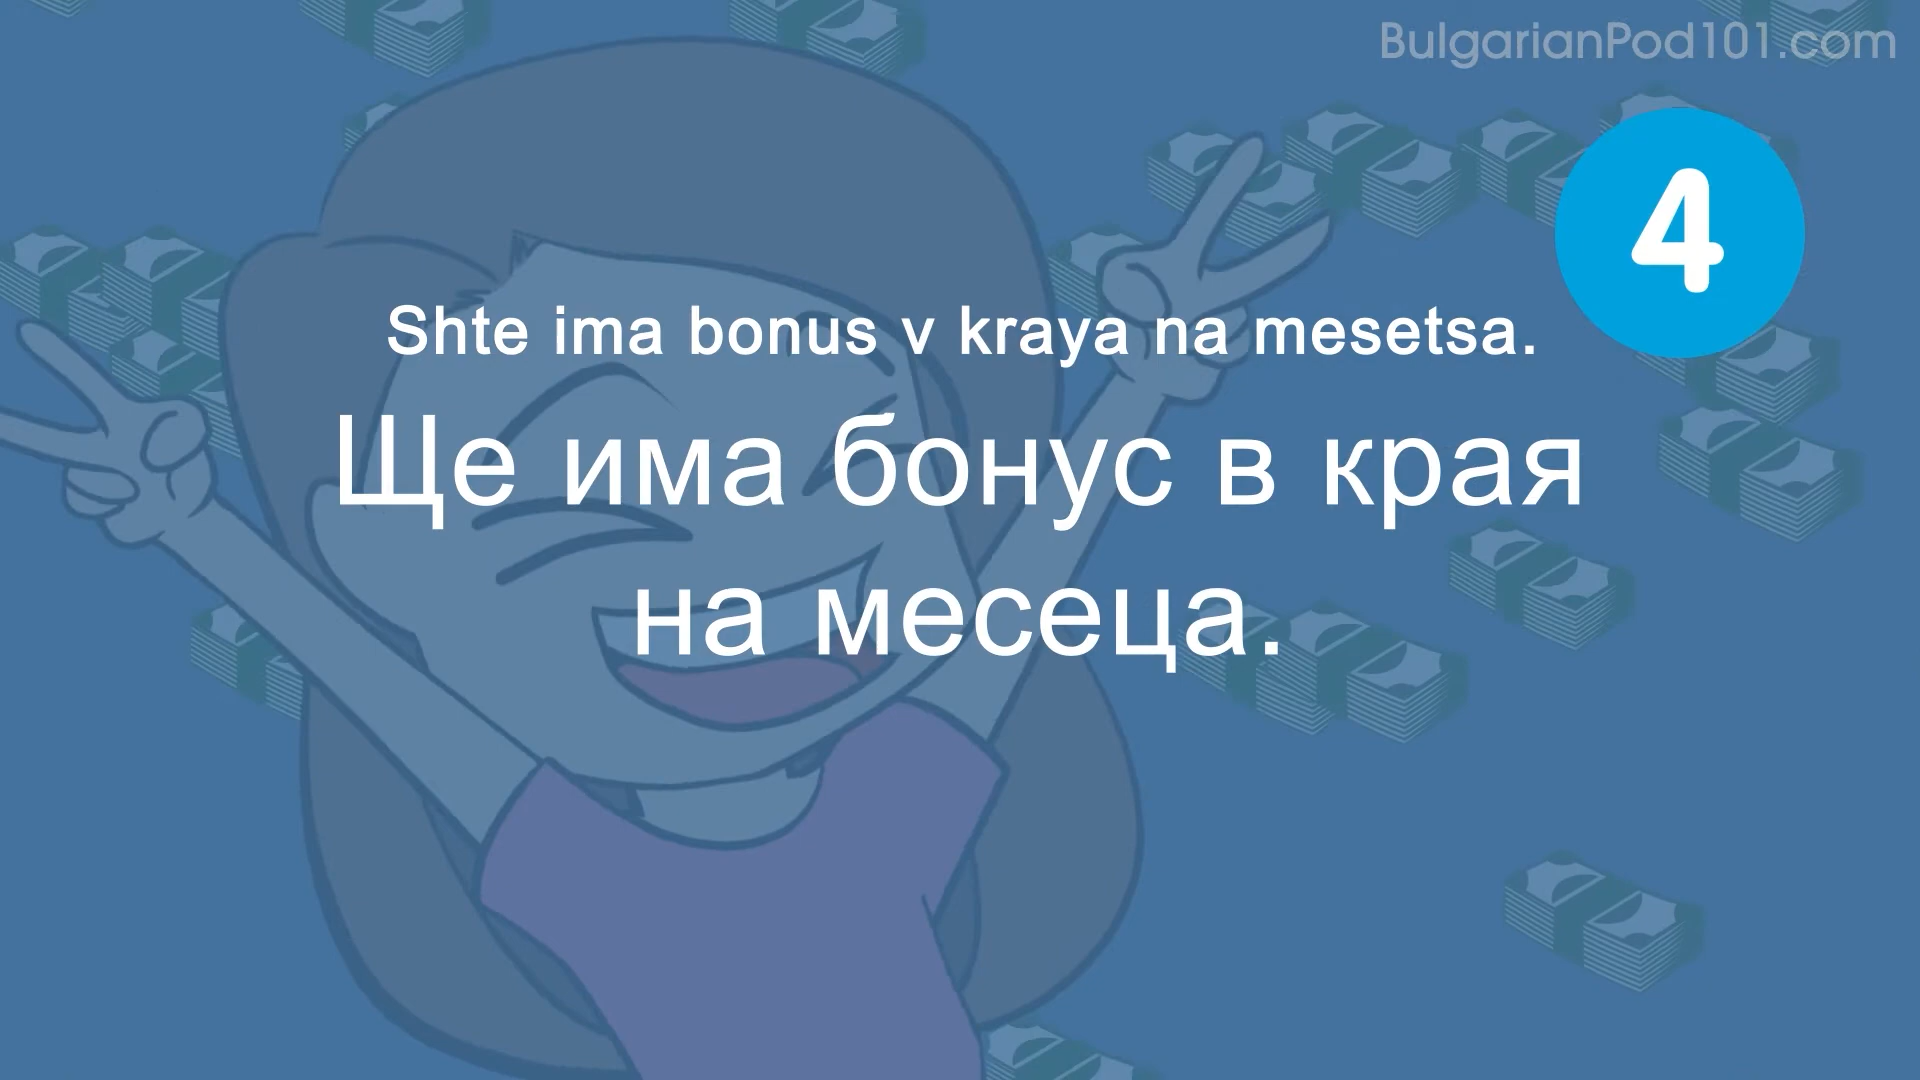 BulgarianPod101.com
4
Shte ima bonus v kraya na mesetsa.
Ще има бонус в края
на месеца.